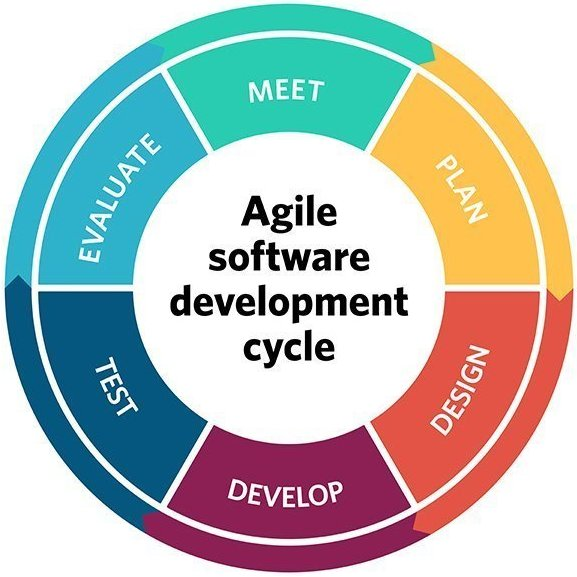 Agile
software
development
cycle
MEET
PLAN
DESIGN
DEVELOP
TEST
EVALUATE